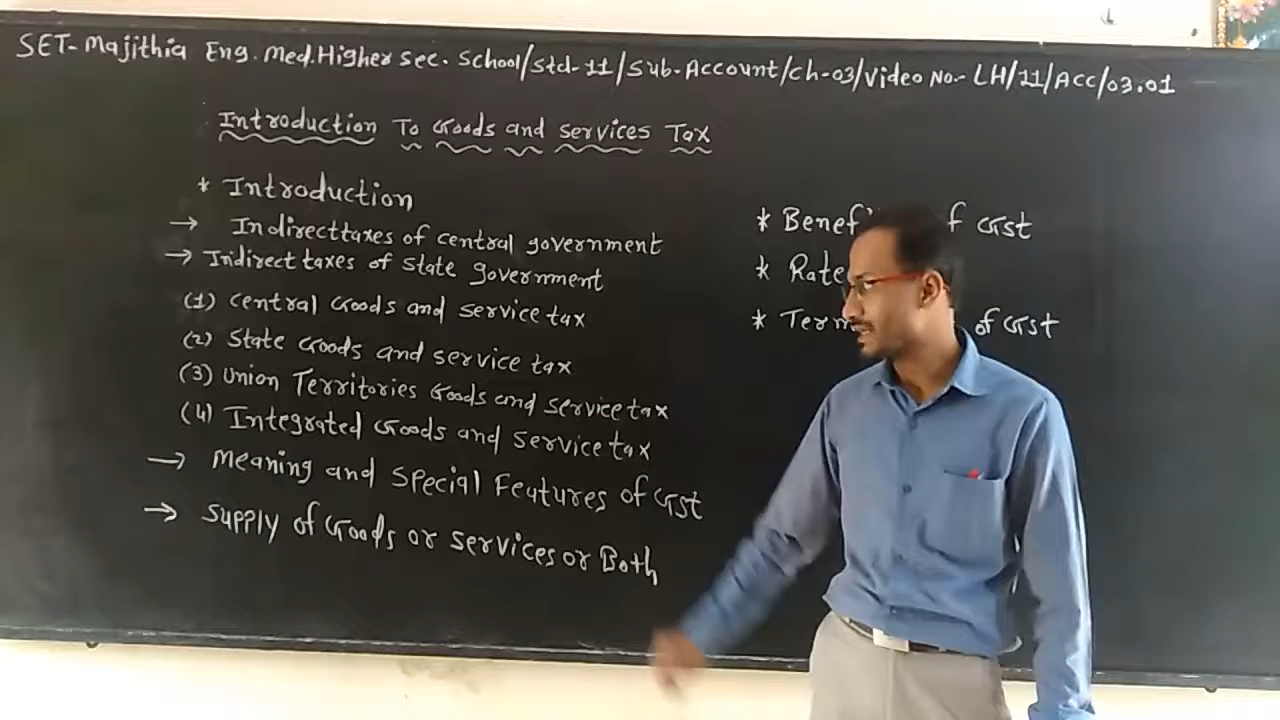 SET- Majithia Eng. Med. Higher Sec. School/Std-11/Sub-Account/Ch-03/Video No.- LH/11/ACC/03.01
Introduction To Goods and services Tax
* Introduction
→ Indirect taxes of central government
→ Indirect taxes of State government
(1) Central Goods and service tax
(2) State Goods and service tax
(3) Union Territories Goods and service tax
(4) Integrated Goods and service tax
→ Meaning and Special Features of GST
→ Supply of Goods or services or Both
* of GST
* Rate
* of GST